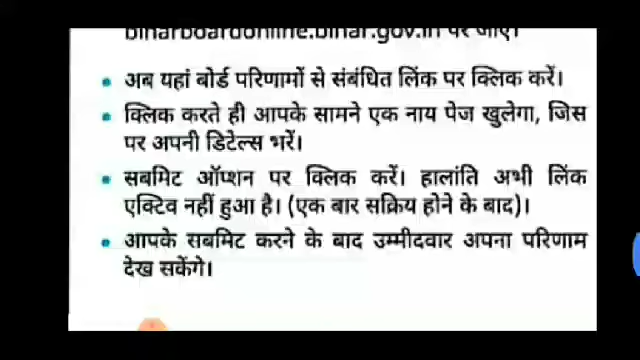 biharboardonline.bihar.gov.in पर जाएं।
अब यहां बोर्ड परिणामों से संबंधित लिंक पर क्लिक करें।
क्लिक करते ही आपके सामने एक नाय पेज खुलेगा, जिस
पर अपनी डिटेल्स भरें।
सबमिट ऑप्शन पर क्लिक करें। हालांति अभी लिंक
एक्टिव नहीं हुआ है। (एक बार सक्रिय होने के बाद)।
आपके सबमिट करने के बाद उम्मीदवार अपना परिणाम
देख सकेंगे।